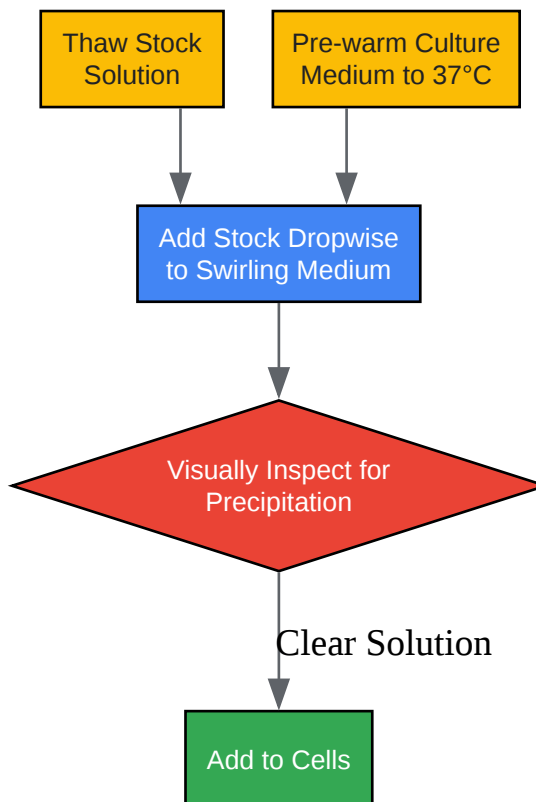 Thaw Stock
Solution
Pre-warm Culture
Medium to 37°C
Add Stock Dropwise
to Swirling Medium
Visually Inspect for
Precipitation
Clear Solution
Add to Cells